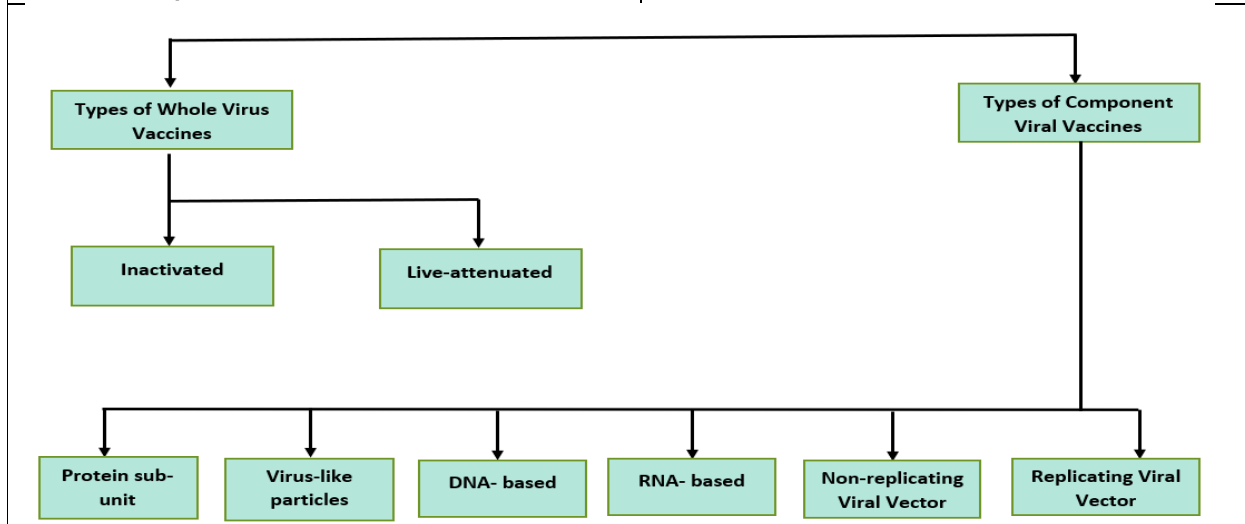 Types of Whole Virus
Vaccines
Types of Component
Viral Vaccines
Inactivated
Live-attenuated
Protein sub-
unit
Virus-like
particles
DNA- based
RNA- based
Non-replicating
Viral Vector
Replicating Viral
Vector